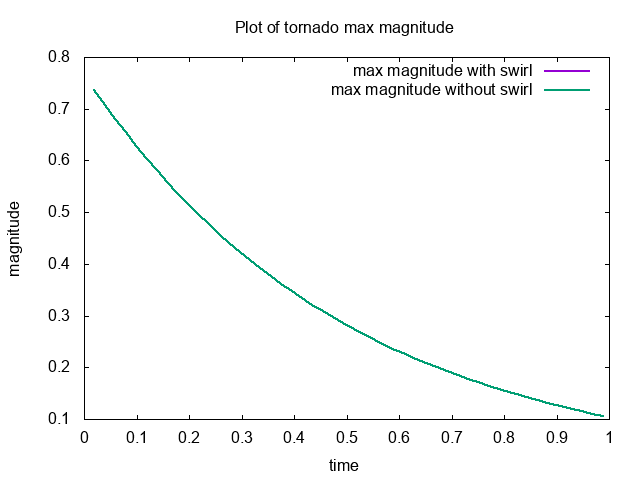 Plot of tornado max magnitude
max magnitude with swirl
max magnitude without swirl
magnitude
0.8
0.7
0.6
0.5
0.4
0.3
0.2
0.1
0 0.1 0.2 0.3 0.4 0.5 0.6 0.7 0.8 0.9 1
time